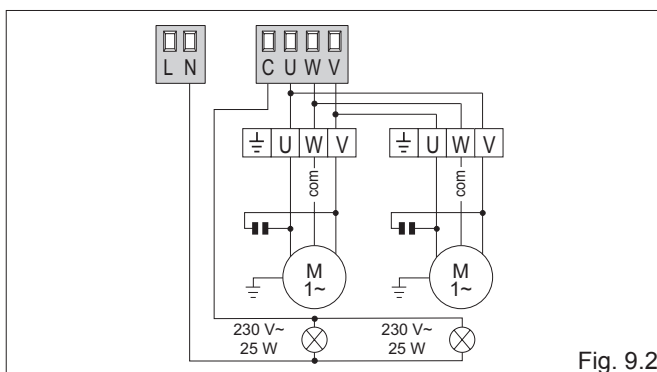 L N C U W V
U W V U W V
com com
M M
1~ 1~
230 V~ 230 V~
25 W 25 W
Fig. 9.2